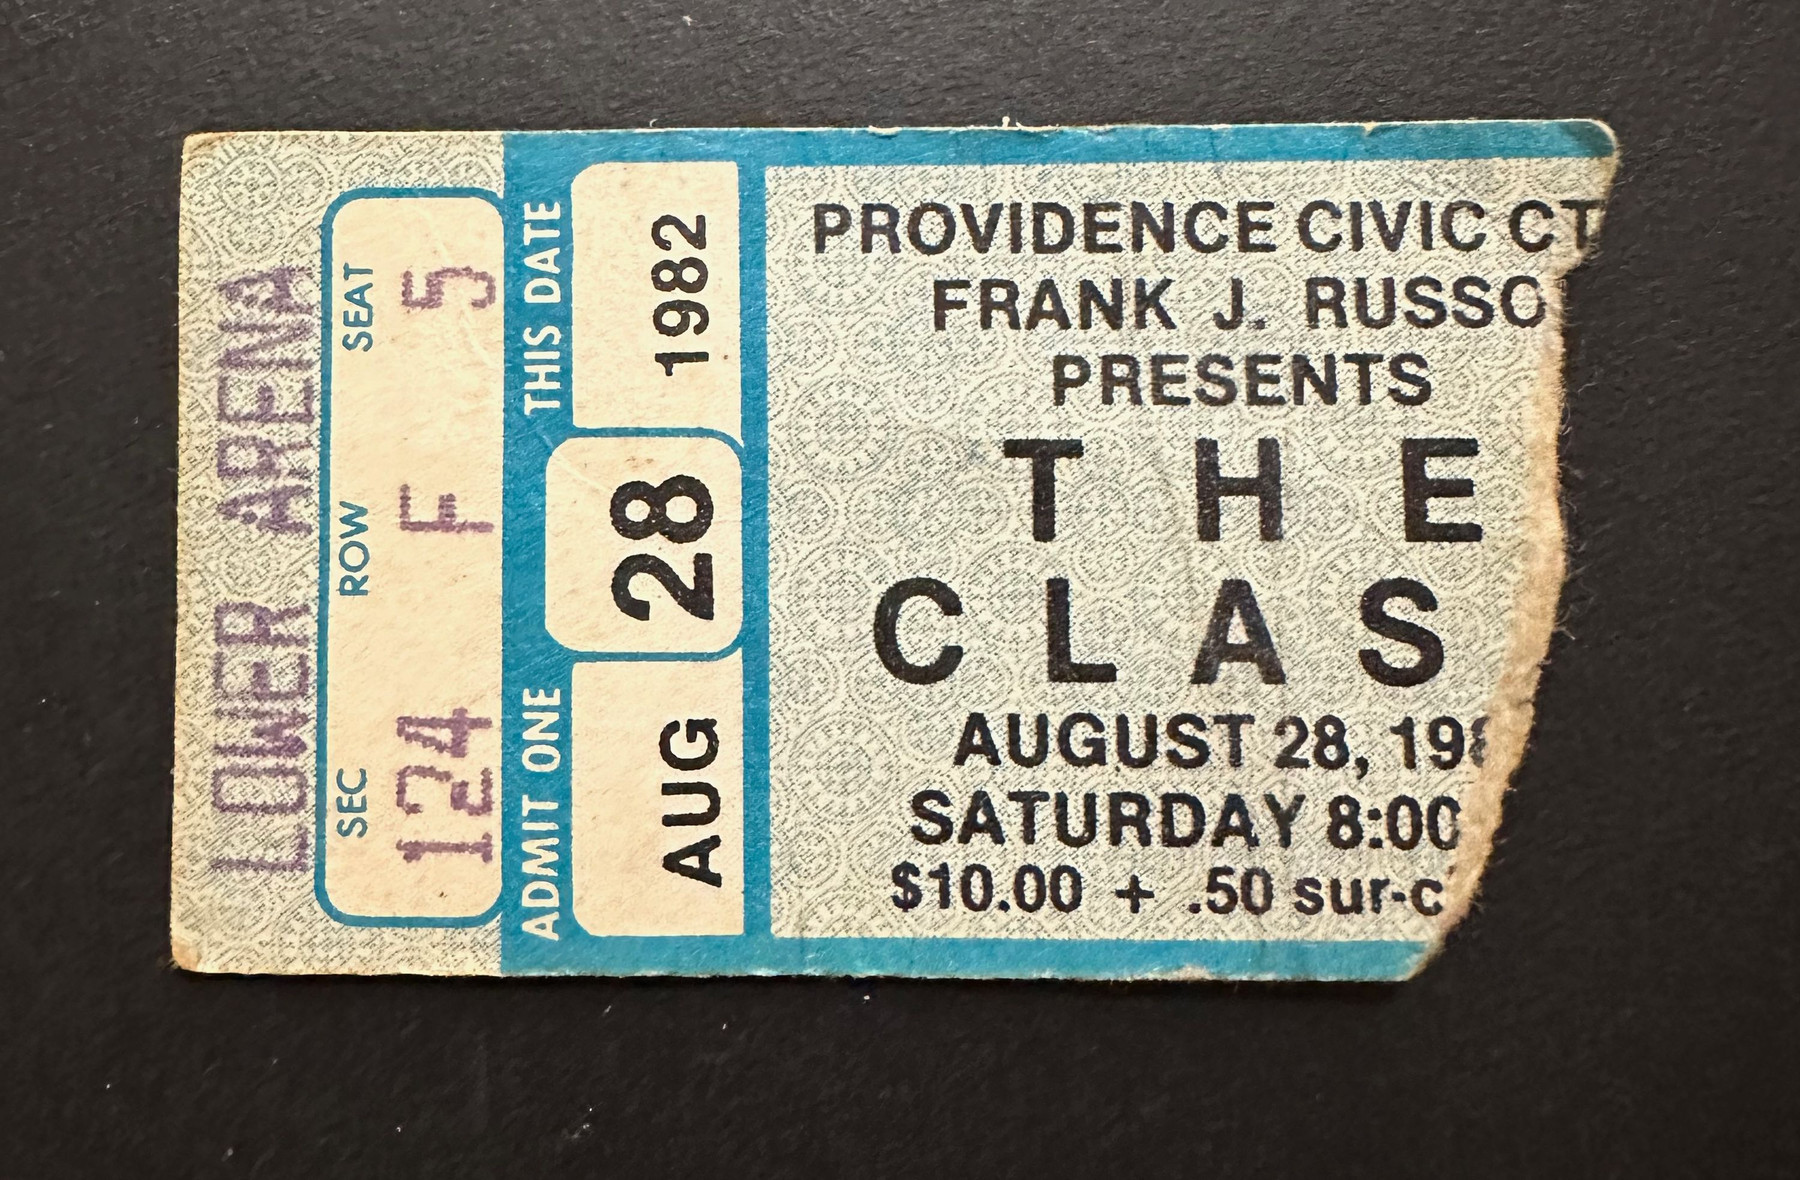 LOWER ARENA
SEC ROW SEAT
124 F 5
ADMIT ONE THIS DATE
AUG 28 1982
PROVIDENCE CIVIC CT
FRANK J. RUSSO
PRESENTS
THE
CLAS
AUGUST 28, 198
SATURDAY 8:00
$10.00 + .50 sur-c